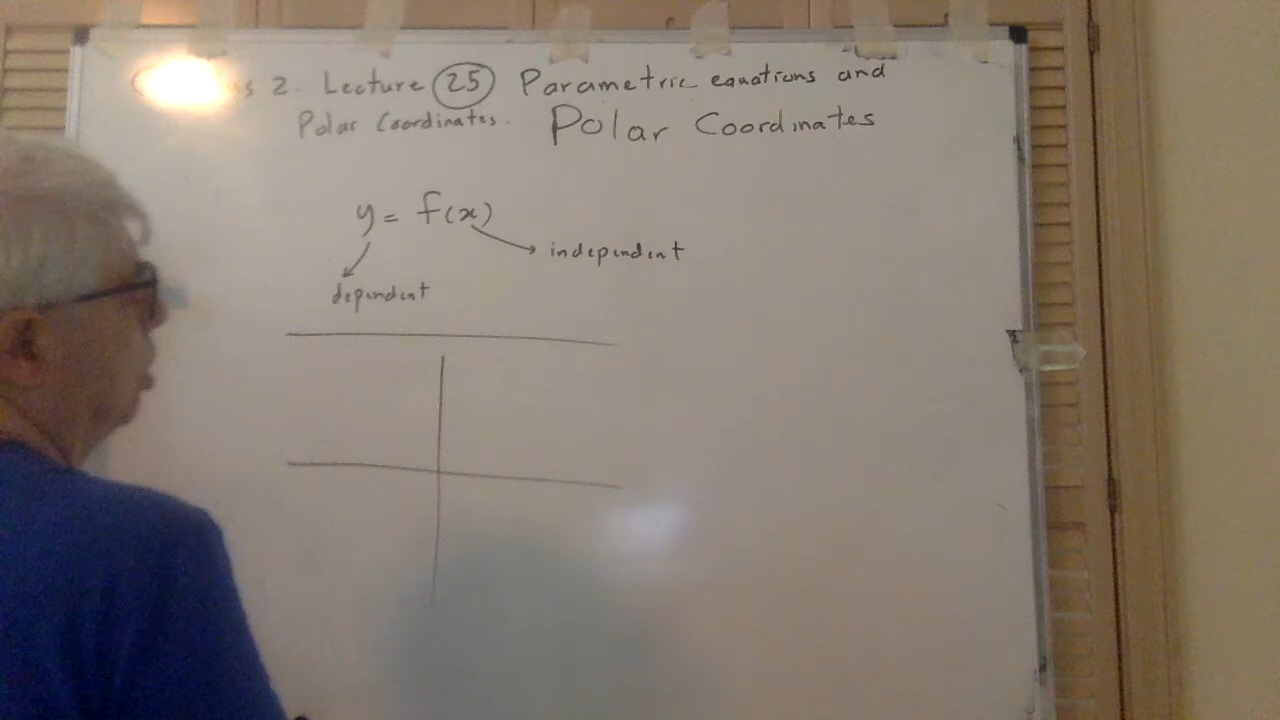 s 2. Lecture 25 Parametric equations and
Polar Coordinates. Polar Coordinates
y = f(x)
independent
dependent